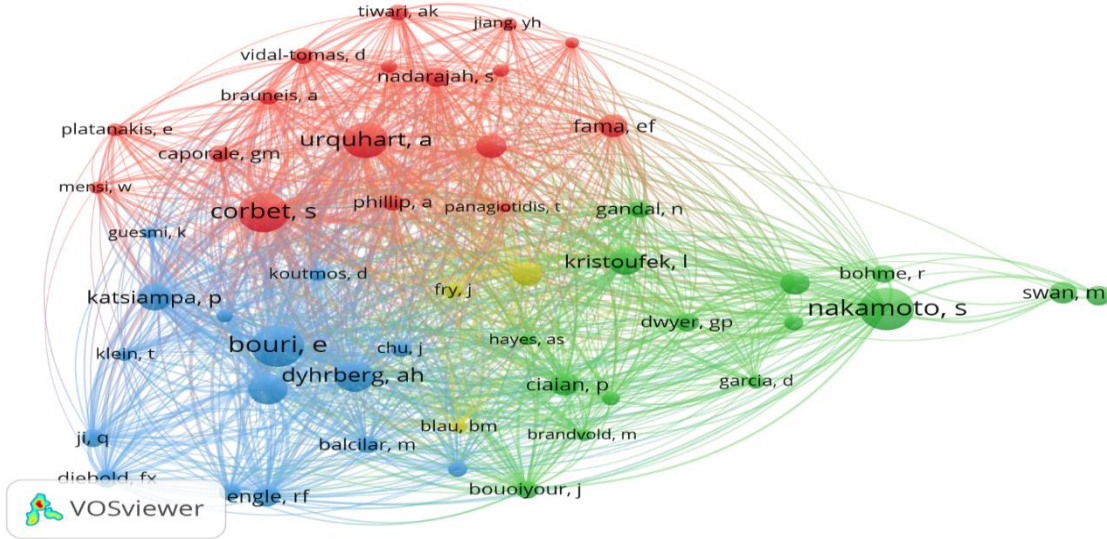 tiwari, ak
jiang, yh
vidal-tomas, d
nadarajah, s
brauneis, a
platanakis, e
urquhart, a
fama, ef
caporale, gm
mensi, w
corbet, s
phillip, a
panagiotidis, t
gandal, n
guesmi, k
koutmos, d
kristoufek, l
bohme, r
katsiampa, p
fry, j
swan, m
nakamoto, s
dwyer, gp
bouri, e
chu, j
hayes, as
klein, t
dyhrberg, ah
ciaian, p
garcia, d
blau, bm
brandvold, m
ji, q
balcilar, m
diebold, fx
engle, rf
bouoiyour, j
VOSviewer